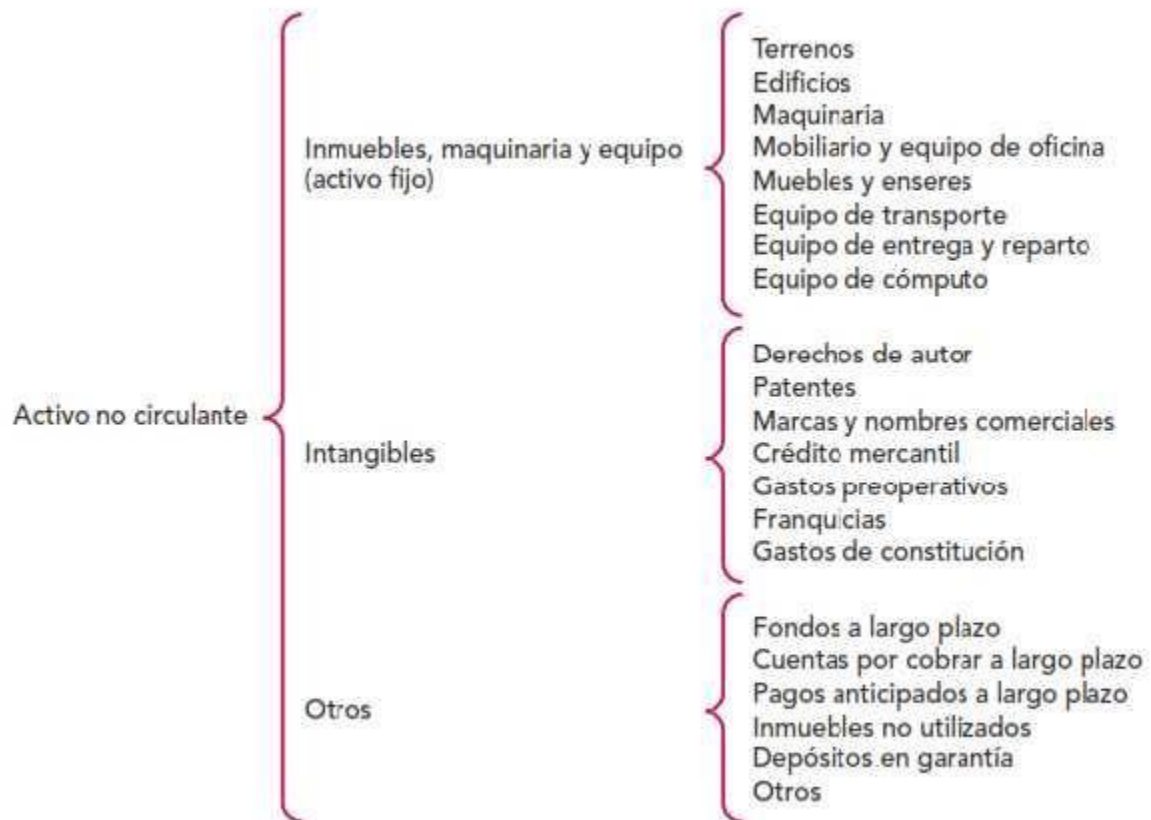 Activo no circulante
Inmuebles, maquinaria y equipo
(activo fijo)
Terrenos
Edificios
Maquinaria
Mobiliario y equipo de oficina
Muebles y enseres
Equipo de transporte
Equipo de entrega y reparto
Equipo de cómputo
Intangibles
Derechos de autor
Patentes
Marcas y nombres comerciales
Crédito mercantil
Gastos preoperativos
Franquicias
Gastos de constitución
Otros
Fondos a largo plazo
Cuentas por cobrar a largo plazo
Pagos anticipados a largo plazo
Inmuebles no utilizados
Depósitos en garantía
Otros